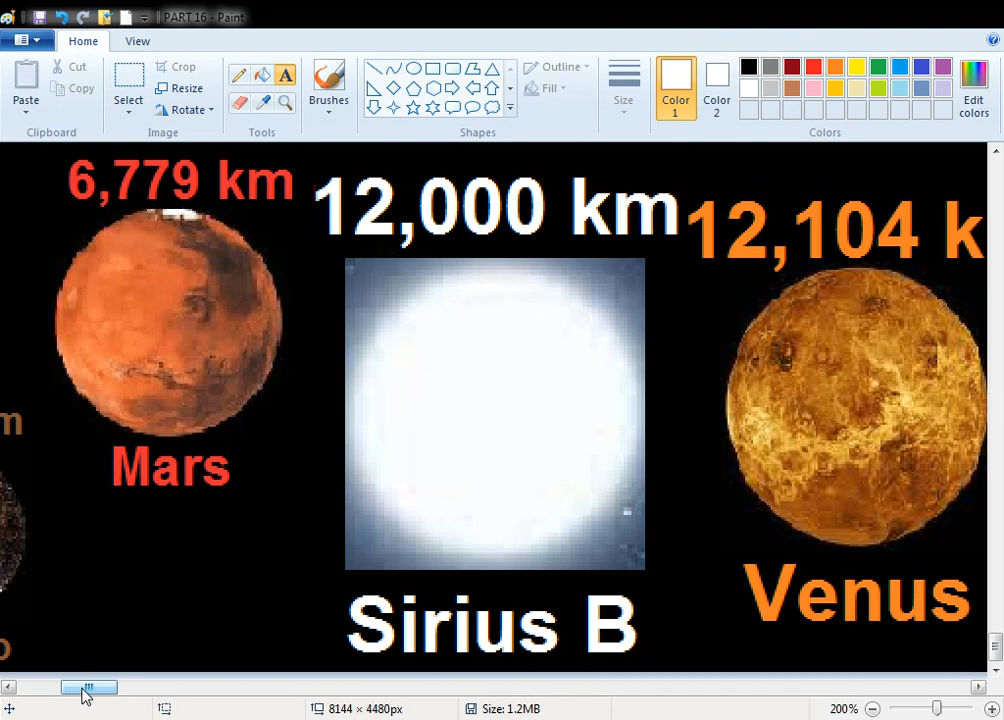 PART 16 - Paint
Home
View
Paste
Cut
Copy
Clipboard
Select
Crop
Resize
Rotate
Image
A
Tools
Brushes
Shapes
Outline
Fill
Size
Color 1
Color 2
Edit colors
Colors
6,779 km
12,000 km
12,104 k
m
Mars
Sirius B
Venus
o
8144 × 4480px
Size: 1.2MB
200%